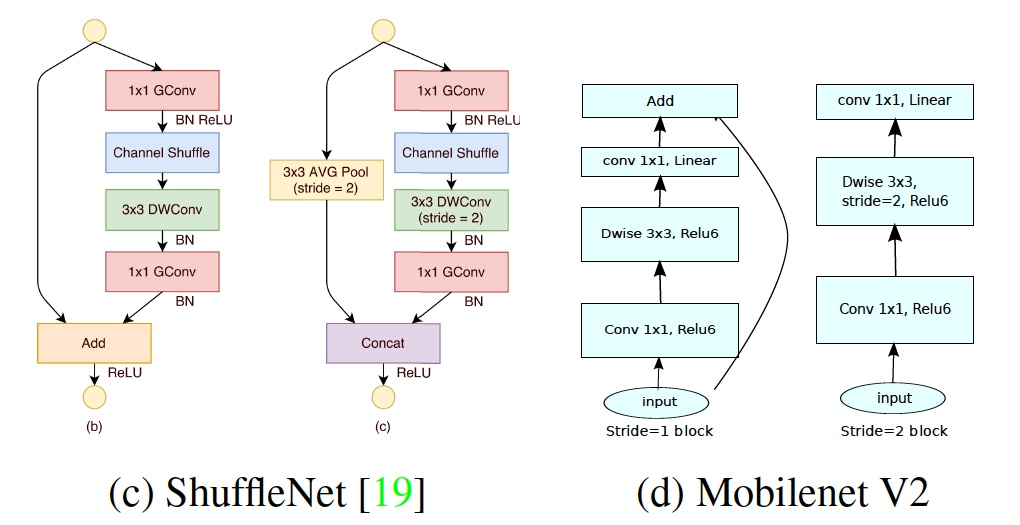 1x1 GConv
BN ReLU
Channel Shuffle
3x3 DWConv
BN
1x1 GConv
BN
Add
ReLU
(b)
1x1 GConv
BN ReLU
Channel Shuffle
3x3 AVG Pool
(stride = 2)
3x3 DWConv
(stride = 2)
BN
1x1 GConv
BN
Concat
ReLU
(c)
(c) ShuffleNet [19]
Add
conv 1x1, Linear
Dwise 3x3, Relu6
Conv 1x1, Relu6
input
Stride=1 block
conv 1x1, Linear
Dwise 3x3,
stride=2, Relu6
Conv 1x1, Relu6
input
Stride=2 block
(d) Mobilenet V2